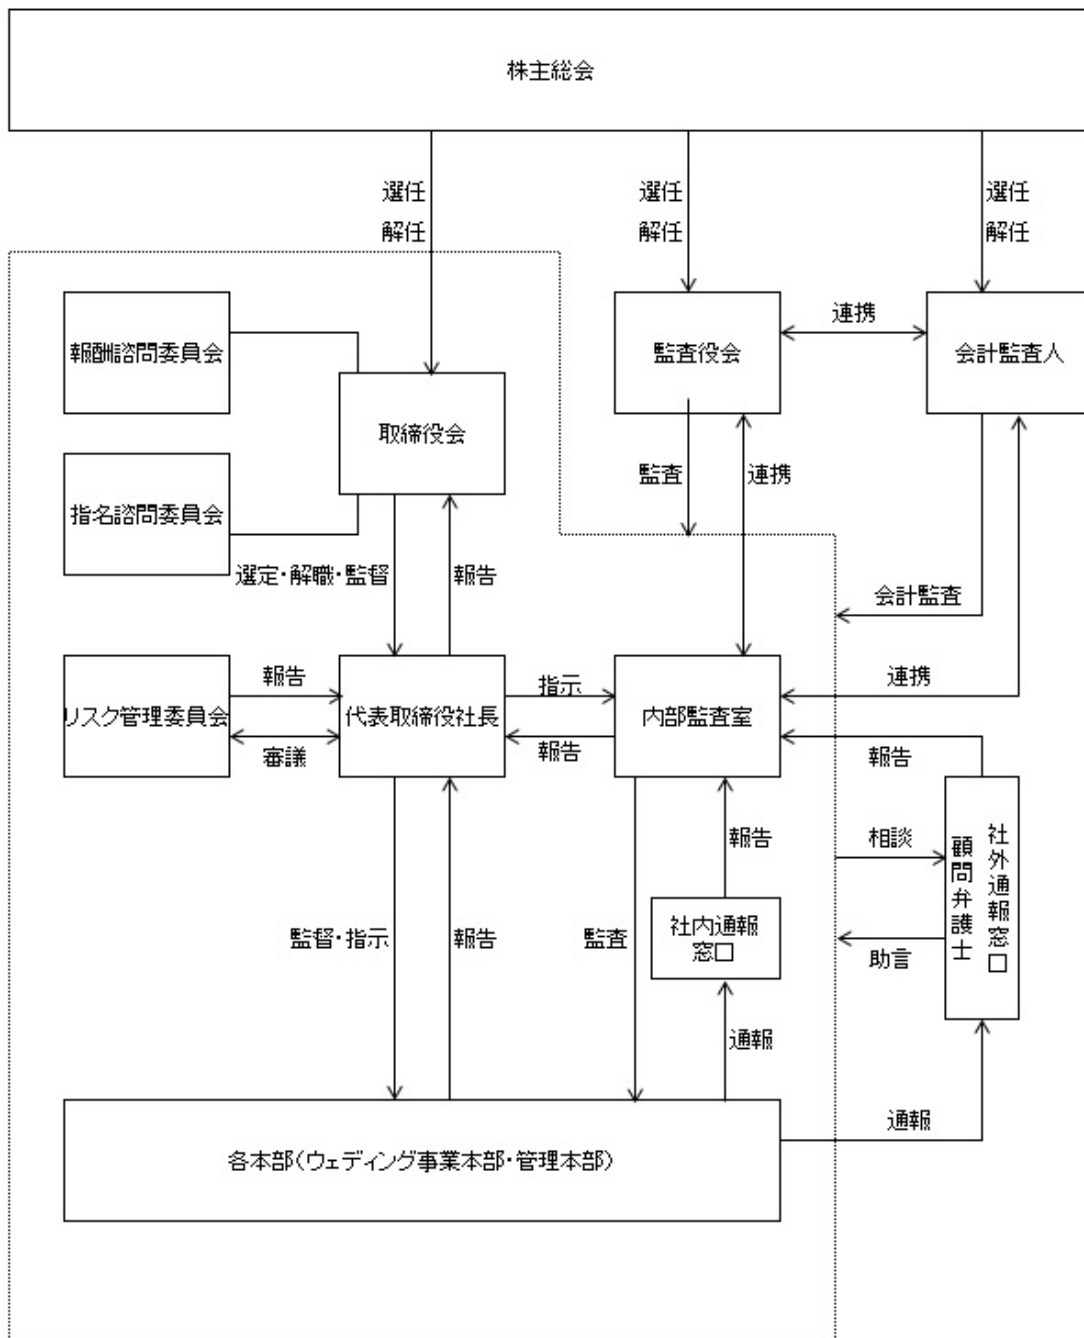 株主総会
選任
解任
選任
解任
選任
解任
報酬諮問委員会
監査役会
連携
会計監査人
取締役会
監査
連携
指名諮問委員会
選定・解職・監督
報告
会計監査
リスク管理委員会
報告
審議
代表取締役社長
指示
報告
内部監査室
連携
報告
報告
相談
助言
顧問弁護士
社外通報窓口
監督・指示
報告
監査
社内通報
窓口
通報
通報
各本部(ウェディング事業本部・管理本部)